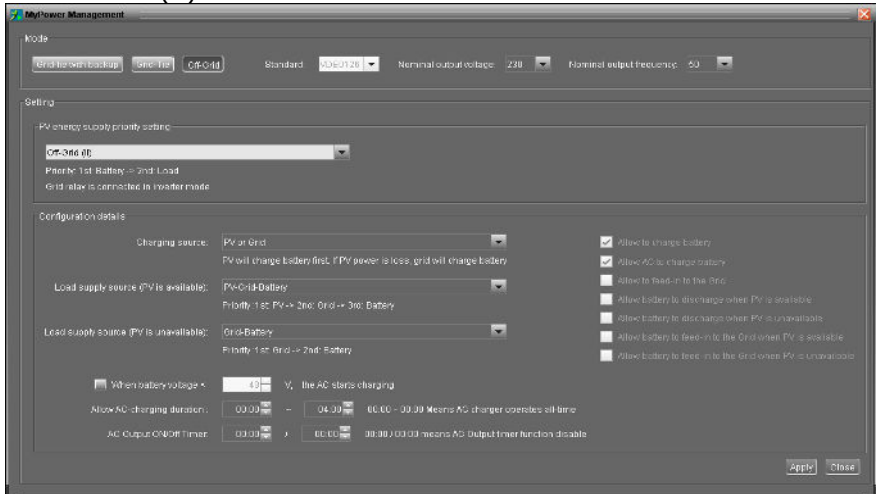 MyPower Management
Mode
Grid-tie with backup Grid-Tie Off-Grid Standard: VDE0126 Nominal output voltage: 230 Nominal output frequency: 50
Setting
PV energy supply priority setting
Off-Grid (II)
Priority: 1st: Battery -> 2nd: Load
Grid relay is connected in inverter mode
Configuration details
Charging source: PV or Grid
PV will charge battery first, if PV power is loss, grid will charge battery
Load supply source (PV is available): PV-Grid-Battery
Priority: 1st: PV -> 2nd: Grid -> 3rd: Battery
Load supply source (PV is unavailable): Grid-Battery
Priority: 1st: Grid -> 2nd: Battery
Allow to charge battery
Allow AC to charge battery
Allow to feed-in to the Grid
Allow battery to discharge when PV is available
Allow battery to discharge when PV is unavailable
Allow battery to feed-in to the Grid when PV is available
Allow battery to feed-in to the Grid when PV is unavailable
When battery voltage < 48 V, the AC starts charging
Allow AC-charging duration: 00:00 ~ 04:00 00:00 ~ 00:00 Means AC charger operates all-time
AC Output ON/Off Timer: 00:00 / 00:00 00:00 / 00:00 means AC Output timer function disable
Apply Close